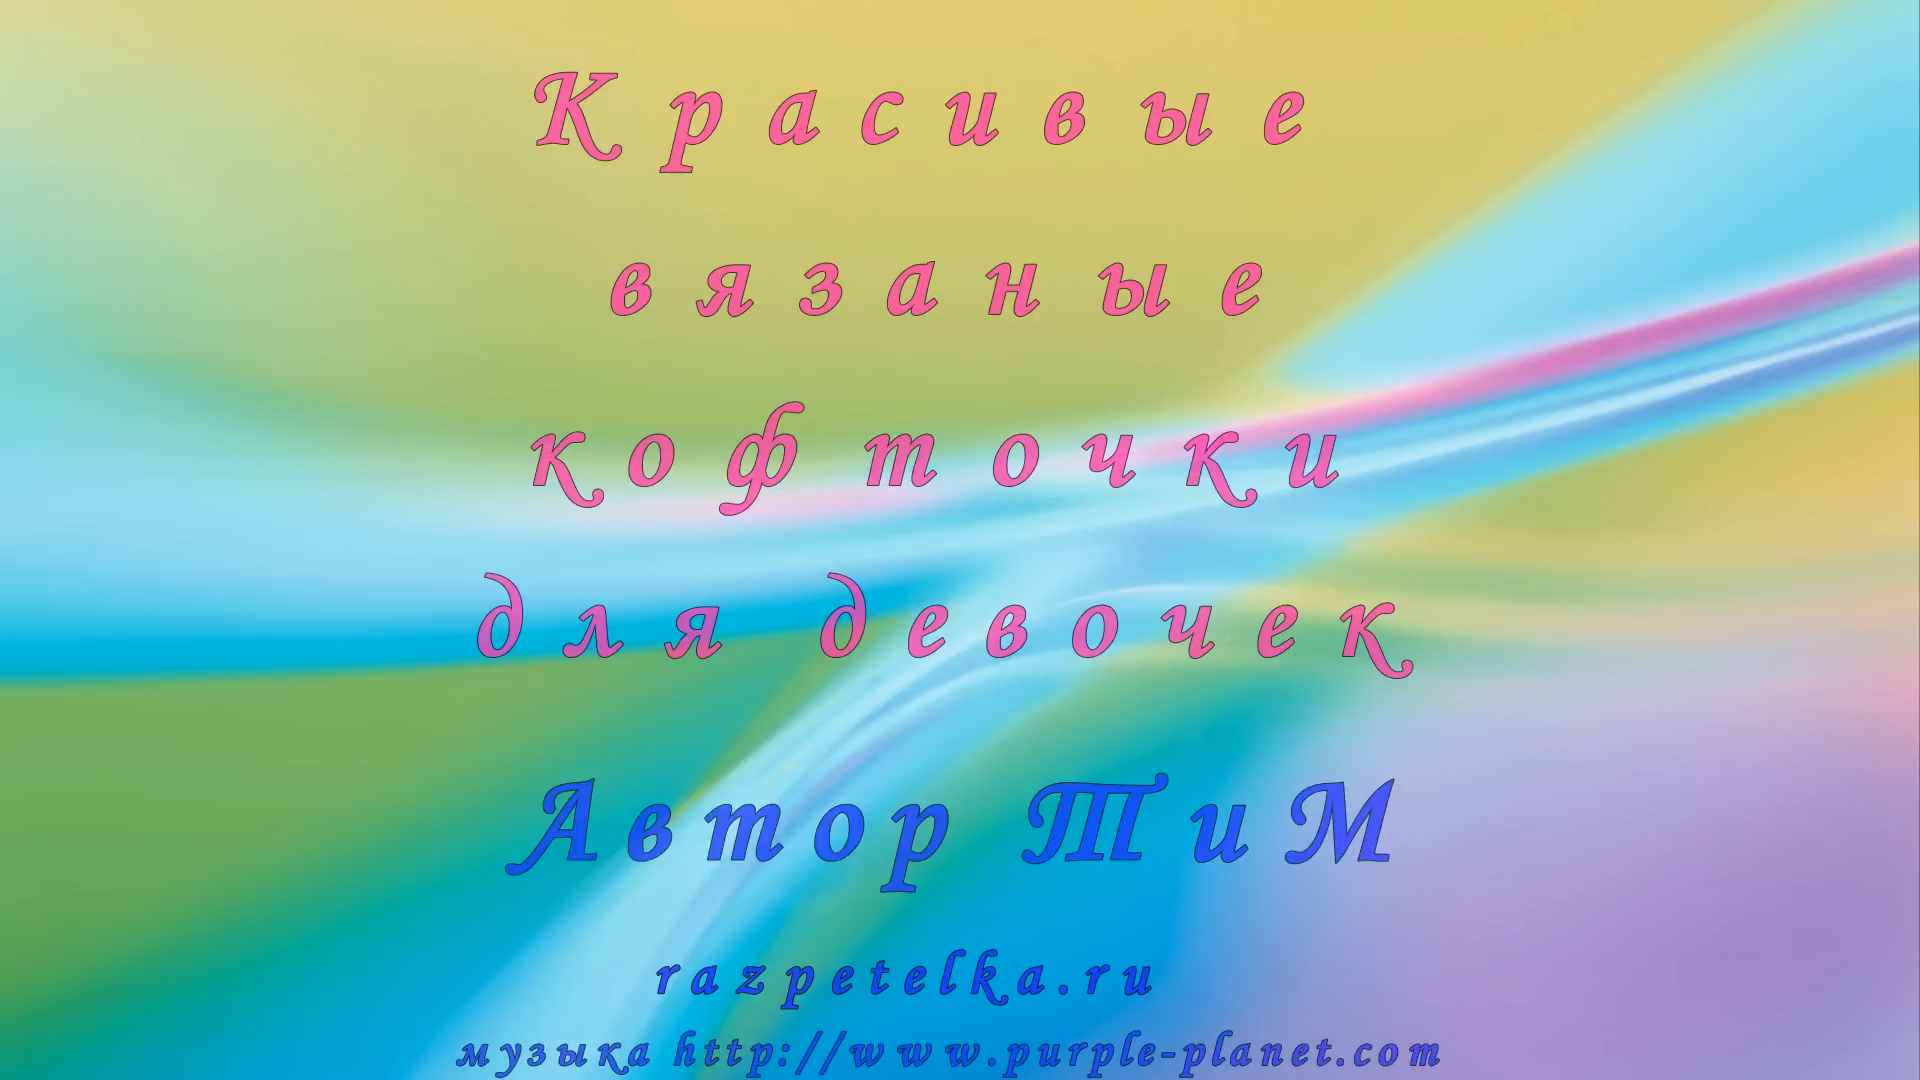 Красивые
вязаные
кофточки
для девочек
Автор ТиМ
razpetelka.ru
музыка http://www.purple-planet.com